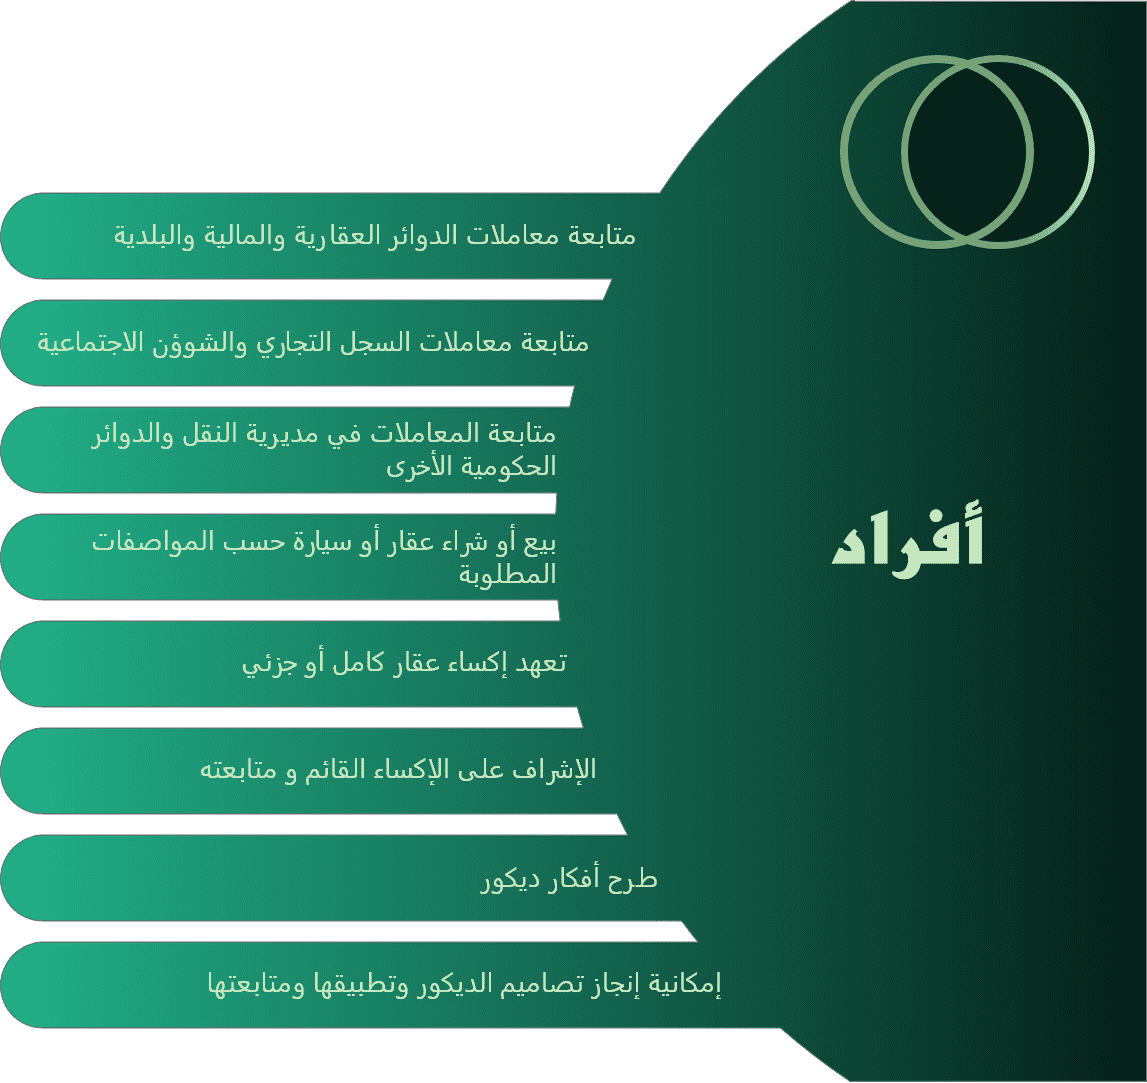 أفراد
متابعة معاملات الدوائر العقارية والمالية والبلدية
متابعة معاملات السجل التجاري والشوؤن الاجتماعية
متابعة المعاملات في مديرية النقل والدوائر
الحكومية الأخرى
بيع أو شراء عقار أو سيارة حسب المواصفات
المطلوبة
تعهد إكساء عقار كامل أو جزئي
الإشراف على الإكساء القائم و متابعته
طرح أفكار ديكور
إمكانية إنجاز تصاميم الديكور وتطبيقها ومتابعتها